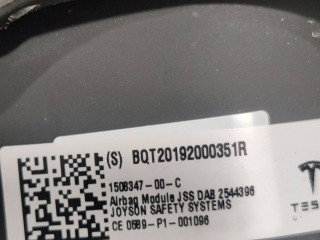 (S) BQT20192000351R
1508347-00-C
Airbag Module JSS DAB 2544396
JOYSON SAFETY SYSTEMS
CE 0589-P1-001096
TES